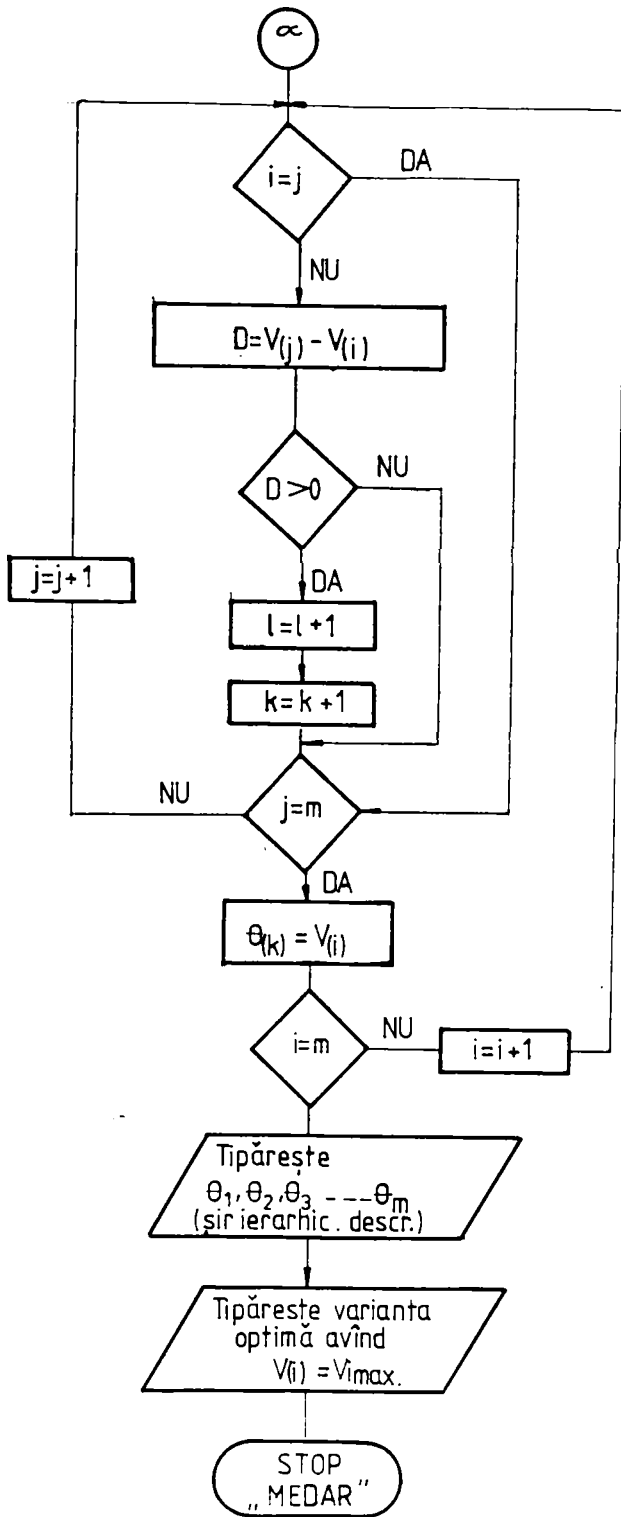 ∝
i=j
DA
NU
D=V(j) - V(i)
D >0
NU
DA
j=j+1
l=l+1
k=k+1
NU
j=m
DA
θ(k) = V(i)
i=m
NU
i=i+1
Tipărește
θ1, θ2, θ3 ---θm
(șir ierarhic. descr.)
Tipărește varianta
optimă avînd
V(i) = Vimax.
STOP
„MEDAR"